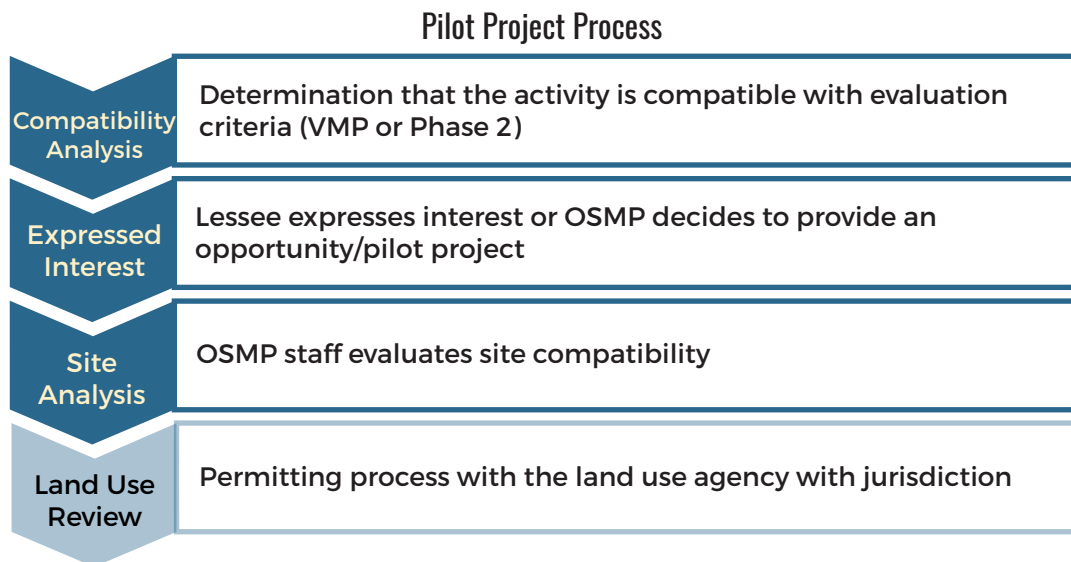 Pilot Project Process
Compatibility
Analysis
Determination that the activity is compatible with evaluation
criteria (VMP or Phase 2)
Expressed
Interest
Lessee expresses interest or OSMP decides to provide an
opportunity/pilot project
Site
Analysis
OSMP staff evaluates site compatibility
Land Use
Review
Permitting process with the land use agency with jurisdiction